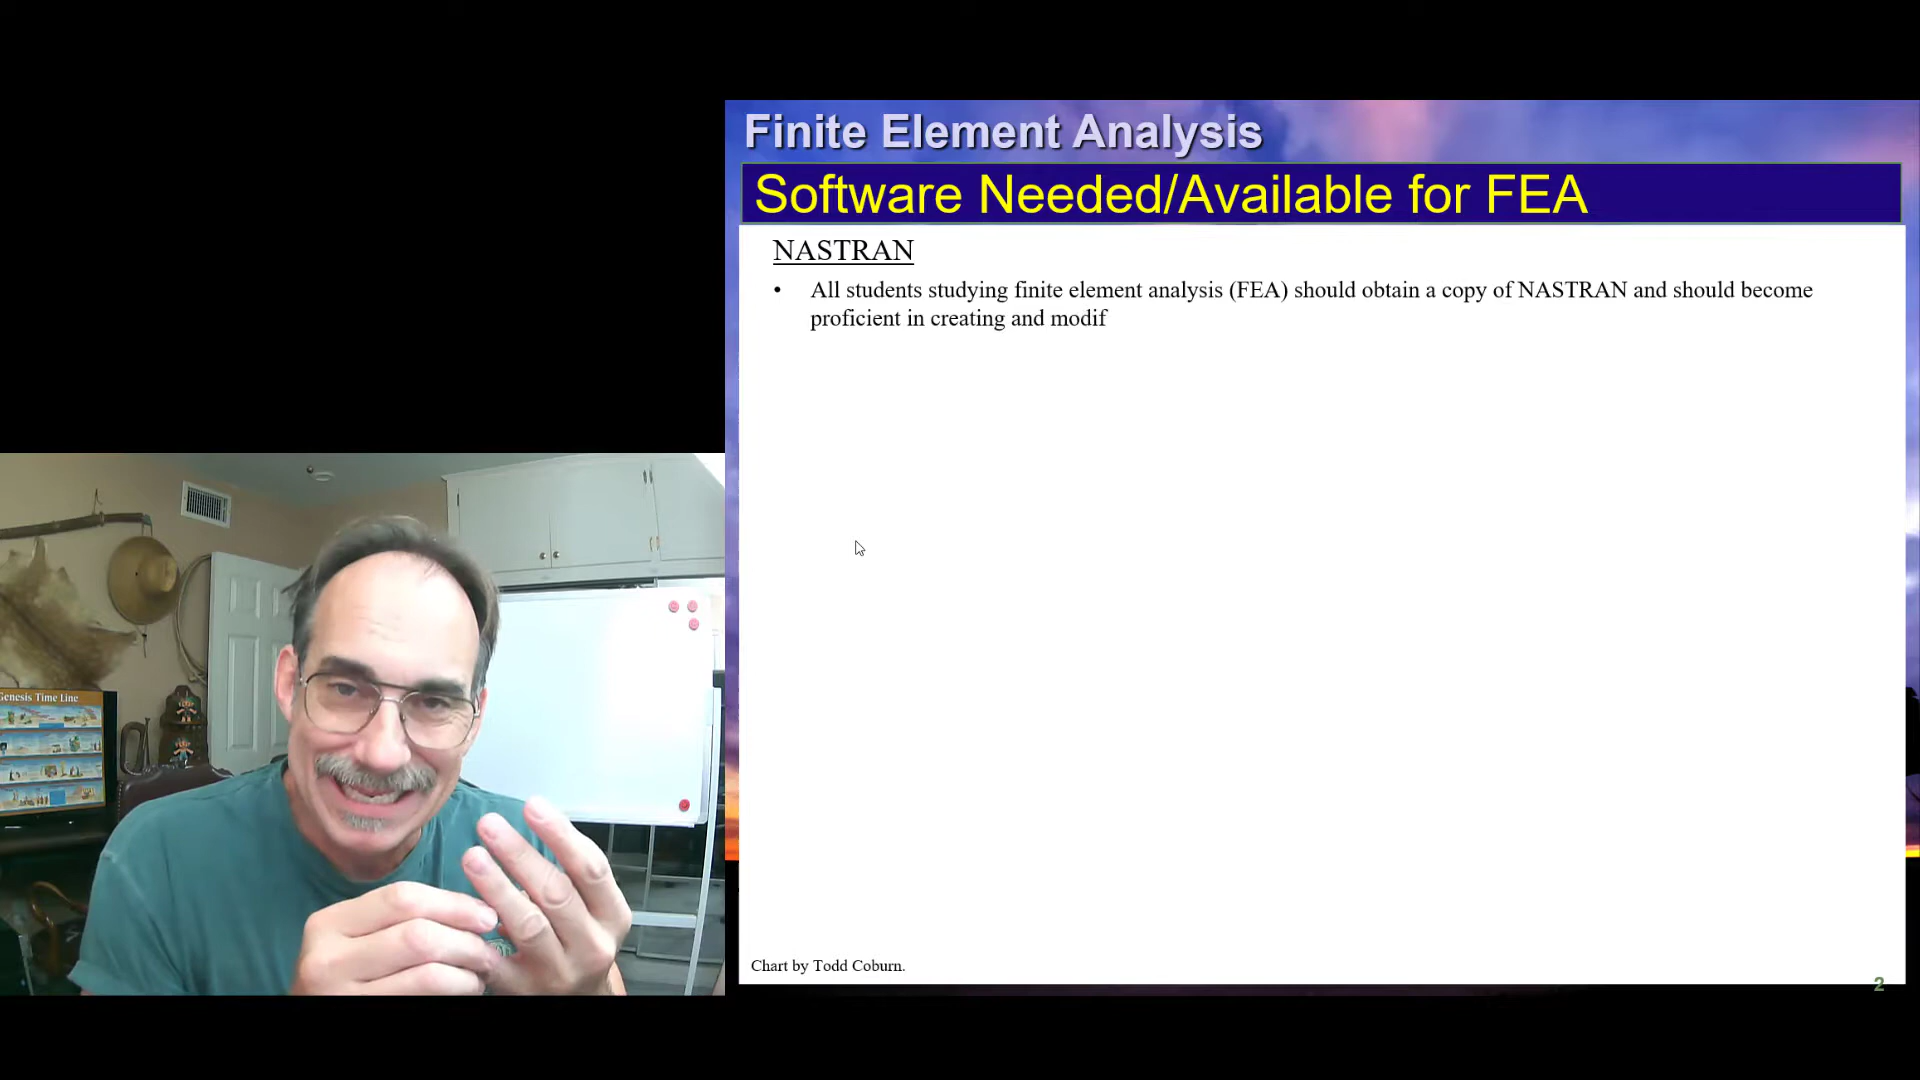 Finite Element Analysis
Software Needed/Available for FEA
NASTRAN
• All students studying finite element analysis (FEA) should obtain a copy of NASTRAN and should become
proficient in creating and modif
Genesis Time Line
Chart by Todd Coburn.
2